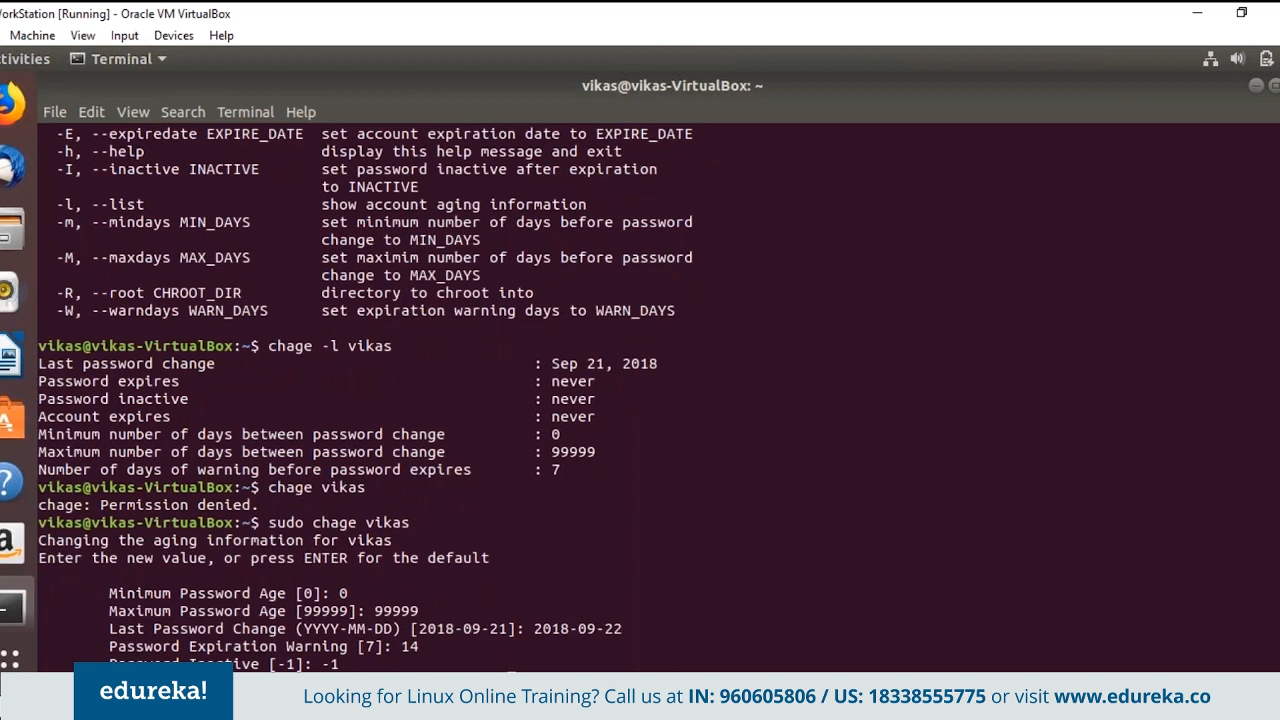 orkStation [Running] - Oracle VM VirtualBox
Machine View Input Devices Help
tivities Terminal
vikas@vikas-VirtualBox: ~
File Edit View Search Terminal Help
-E, --expiredate EXPIRE_DATE set account expiration date to EXPIRE_DATE
-h, --help display this help message and exit
-I, --inactive INACTIVE set password inactive after expiration
to INACTIVE
-l, --list show account aging information
-m, --mindays MIN_DAYS set minimum number of days before password
change to MIN_DAYS
-M, --maxdays MAX_DAYS set maximim number of days before password
change to MAX_DAYS
-R, --root CHROOT_DIR directory to chroot into
-W, --warndays WARN_DAYS set expiration warning days to WARN_DAYS
vikas@vikas-VirtualBox:~$ chage -l vikas
Last password change : Sep 21, 2018
Password expires : never
Password inactive : never
Account expires : never
Minimum number of days between password change : 0
Maximum number of days between password change : 99999
Number of days of warning before password expires : 7
vikas@vikas-VirtualBox:~$ chage vikas
chage: Permission denied.
vikas@vikas-VirtualBox:~$ sudo chage vikas
Changing the aging information for vikas
Enter the new value, or press ENTER for the default
Minimum Password Age [0]: 0
Maximum Password Age [99999]: 99999
Last Password Change (YYYY-MM-DD) [2018-09-21]: 2018-09-22
Password Expiration Warning [7]: 14
Password Inactive [-1]: -1
edureka!
Looking for Linux Online Training? Call us at IN: 960605806 / US: 18338555775 or visit www.edureka.co